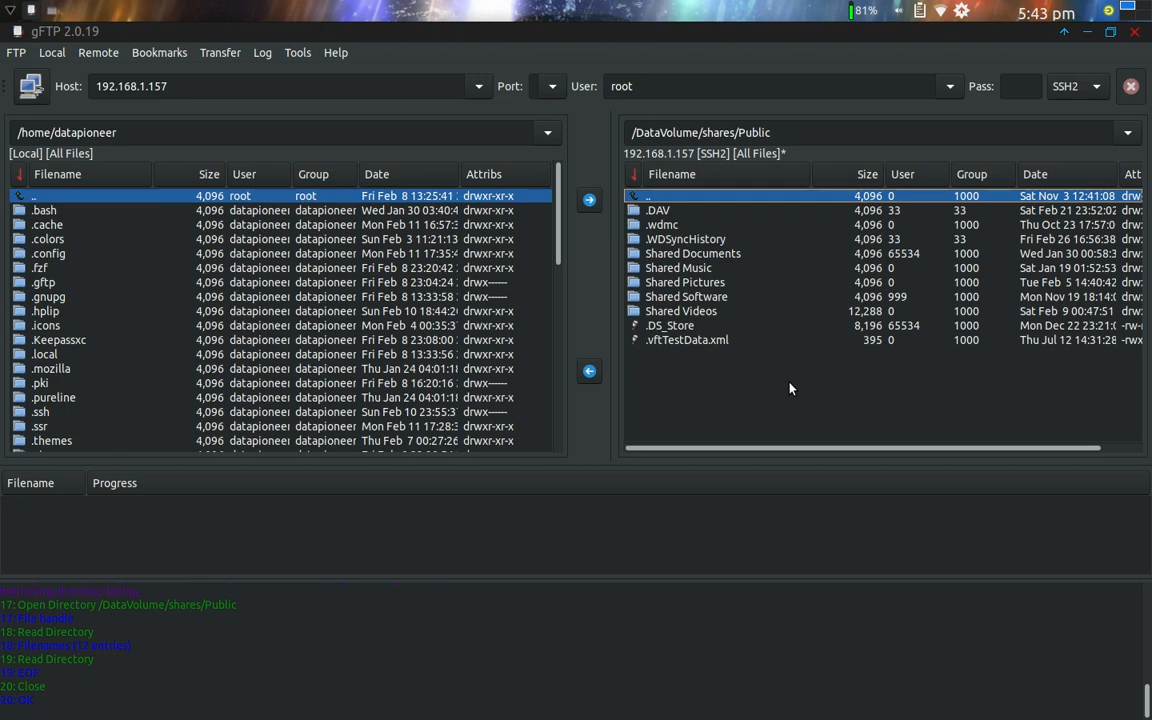 81%
5:43 pm
gFTP 2.0.19
FTP Local Remote Bookmarks Transfer Log Tools Help
Host: 192.168.1.157 Port: User: root Pass: SSH2
/home/datapioneer
[Local] [All Files]
Filename Size User Group Date Attribs
.. 4,096 root root Fri Feb 8 13:25:41 drwxr-xr-x
.bash 4,096 datapioneer datapioneer Wed Jan 30 03:40:4 drwxr-xr-x
.cache 4,096 datapioneer datapioneer Mon Feb 11 16:57: drwxr-xr-x
.colors 4,096 datapioneer datapioneer Sun Feb 3 11:21:13 drwxr-xr-x
.config 4,096 datapioneer datapioneer Mon Feb 11 17:35: drwxr-xr-x
.fzf 4,096 datapioneer datapioneer Fri Feb 8 23:20:42 drwxr-xr-x
.gftp 4,096 datapioneer datapioneer Fri Feb 8 23:04:24 drwx------
.gnupg 4,096 datapioneer datapioneer Fri Feb 8 13:33:58 drwx------
.hplip 4,096 datapioneer datapioneer Sun Feb 10 18:44:2 drwxr-xr-x
.icons 4,096 datapioneer datapioneer Mon Feb 4 00:35:3 drwxr-xr-x
.Keepassxc 4,096 datapioneer datapioneer Fri Feb 8 23:08:00 drwxr-xr-x
.local 4,096 datapioneer datapioneer Fri Feb 8 13:33:56 drwxr-xr-x
.mozilla 4,096 datapioneer datapioneer Thu Jan 24 04:01:1 drwxr-xr-x
.pki 4,096 datapioneer datapioneer Fri Feb 8 16:20:16 drwx------
.pureline 4,096 datapioneer datapioneer Thu Jan 24 04:01:1 drwxr-xr-x
.ssh 4,096 datapioneer datapioneer Sun Feb 10 23:55:3 drwx------
.ssr 4,096 datapioneer datapioneer Mon Feb 11 17:28: drwxr-xr-x
.themes 4,096 datapioneer datapioneer Thu Feb 7 00:27:26 drwxr-xr-x
/DataVolume/shares/Public
192.168.1.157 [SSH2] [All Files]*
Filename Size User Group Date Att
.. 4,096 0 1000 Sat Nov 3 12:41:08 drw
.DAV 4,096 33 33 Sat Feb 21 23:52:02 drw
.wdmc 4,096 0 1000 Thu Oct 23 17:57:0 drw
.WDSyncHistory 4,096 33 33 Fri Feb 26 16:56:38 drw
Shared Documents 4,096 65534 1000 Wed Jan 30 00:58: drw
Shared Music 4,096 0 1000 Sat Jan 19 01:52:53 drw
Shared Pictures 4,096 0 1000 Tue Feb 5 14:40:42 drw
Shared Software 4,096 999 1000 Mon Nov 19 18:14: drw
Shared Videos 12,288 0 1000 Sat Feb 9 00:47:51 drw
.DS_Store 8,196 65534 1000 Mon Dec 22 23:21: -rw-
.vftTestData.xml 395 0 1000 Thu Jul 12 14:31:28 -rwx
Filename Progress
17: Open Directory /DataVolume/shares/Public
17: File handle
18: Read Directory
18: Filenames (12 entries)
19: Read Directory
19: EOF
20: Close
20: OK